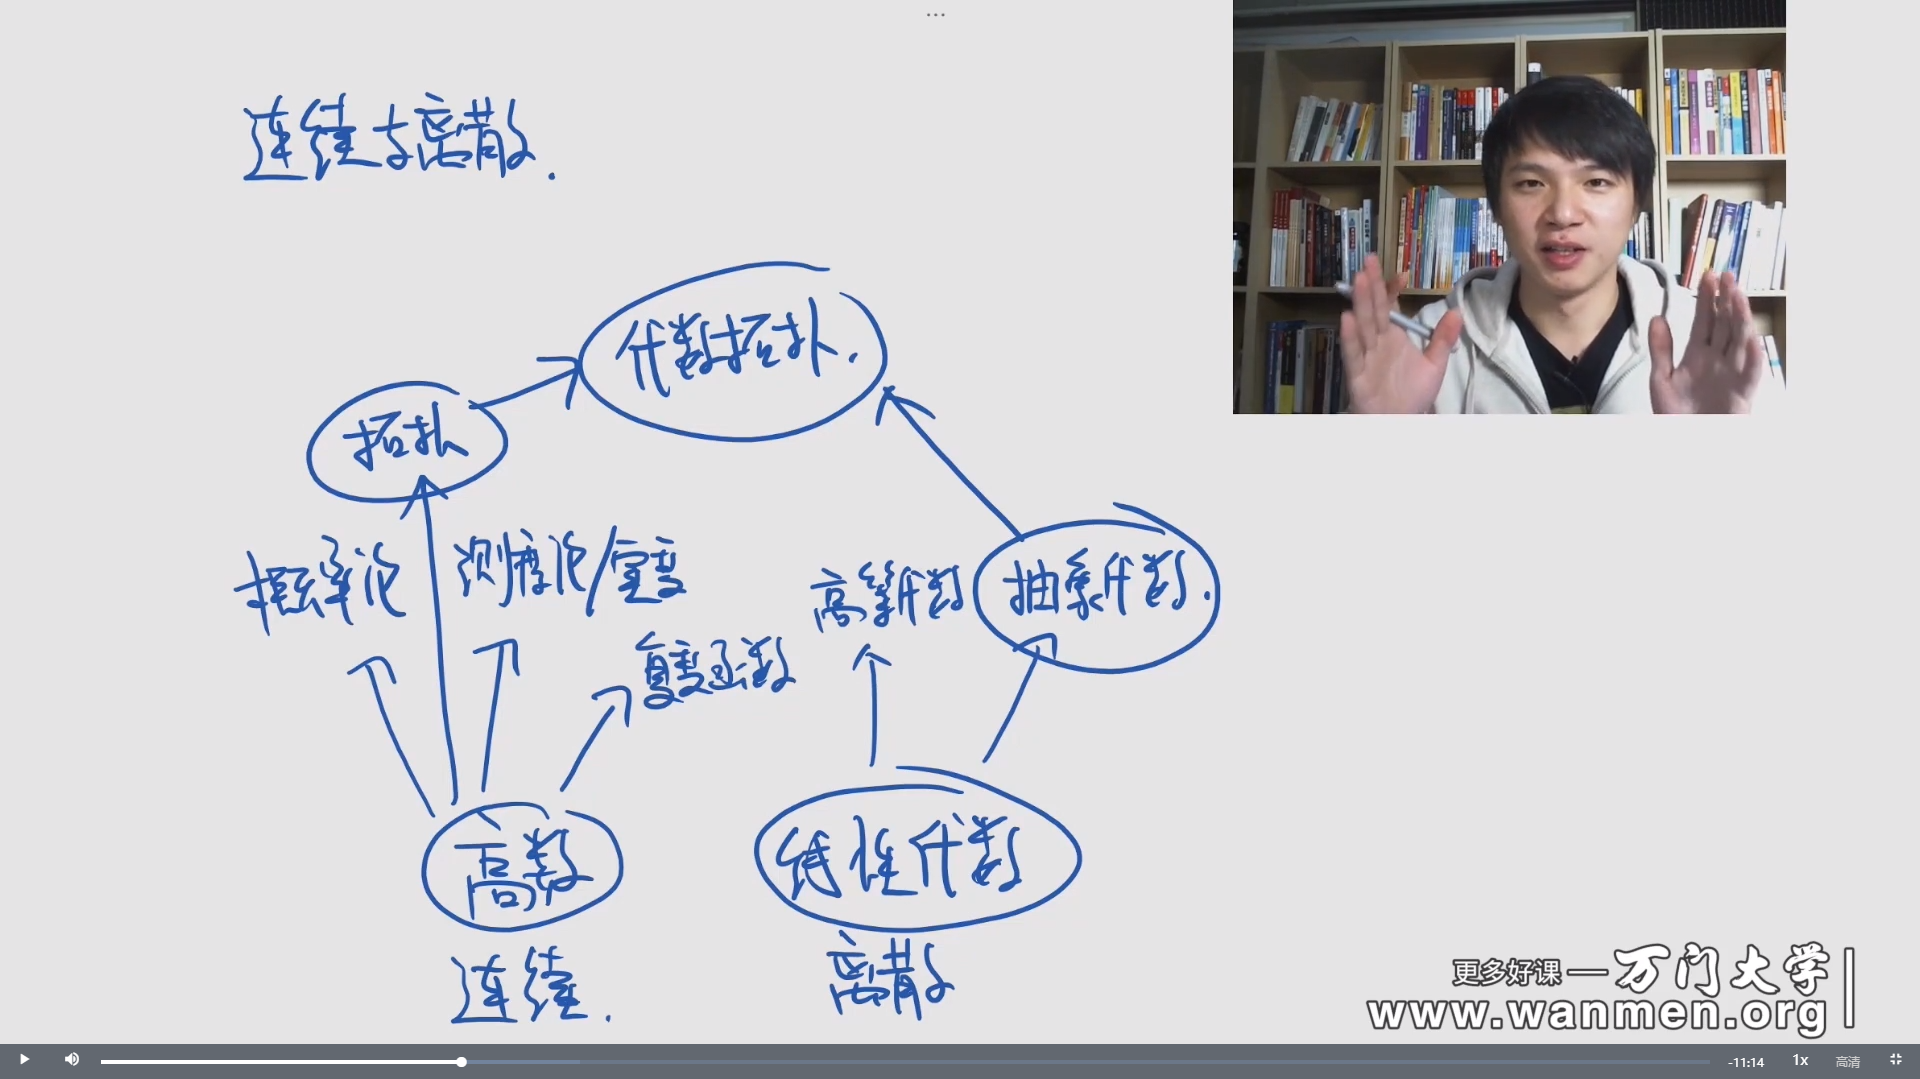 连续与离散.
代数拓扑.
拓扑
概率论
测度论/实变
高等代数
抽象代数.
复变函数
高数
线性代数
连续.
离散
更多好课—万门大学
www.wanmen.org
-11:14
1x
高清